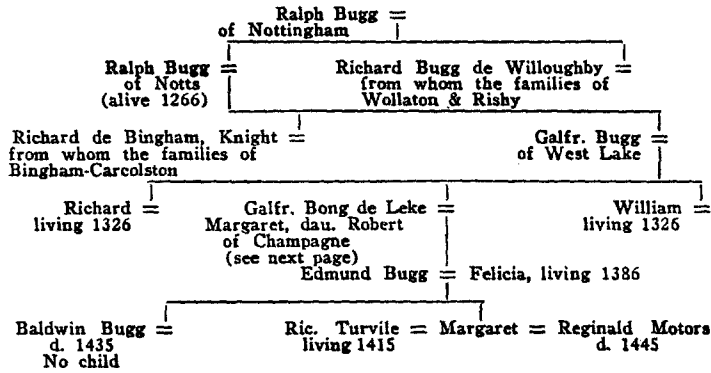 Ralph Bugg =
of Nottingham
Ralph Bugg =
of Notts
(alive 1266)
Richard Bugg de Willoughby =
from whom the families of
Wollaton & Risby
Richard de Bingham, Knight =
from whom the families of
Bingham-Carcolston
Galfr. Bugg =
of West Lake
Richard =
living 1326
Galfr. Bong de Leke =
Margaret, dau. Robert
of Champagne
(see next page)
William =
living 1326
Edmund Bugg = Felicia, living 1386
Baldwin Bugg =
d. 1435
No child
Ric. Turvile = Margaret = Reginald Motors
living 1415
d. 1445